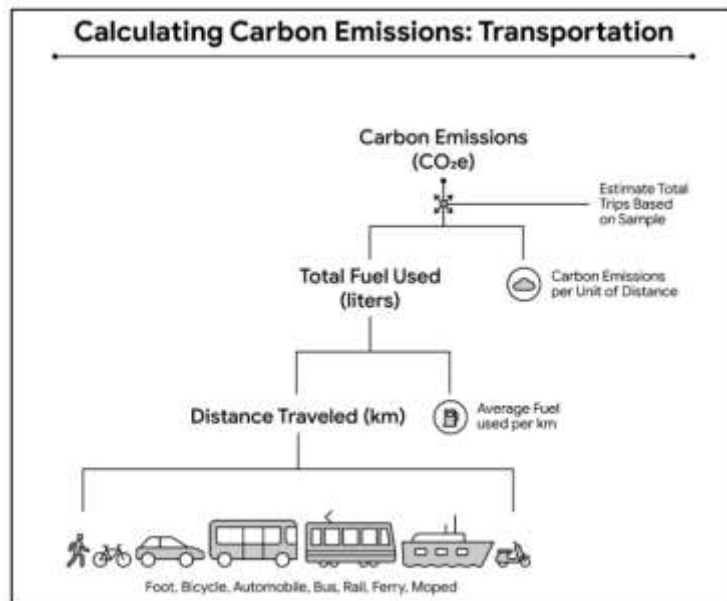 Calculating Carbon Emissions: Transportation
Carbon Emissions
(CO₂e)
Estimate Total
Trips Based
on Sample
Total Fuel Used
(liters)
Carbon Emissions
per Unit of Distance
Distance Traveled (km)
Average Fuel
used per km
Foot, Bicycle, Automobile, Bus, Rail, Ferry, Moped